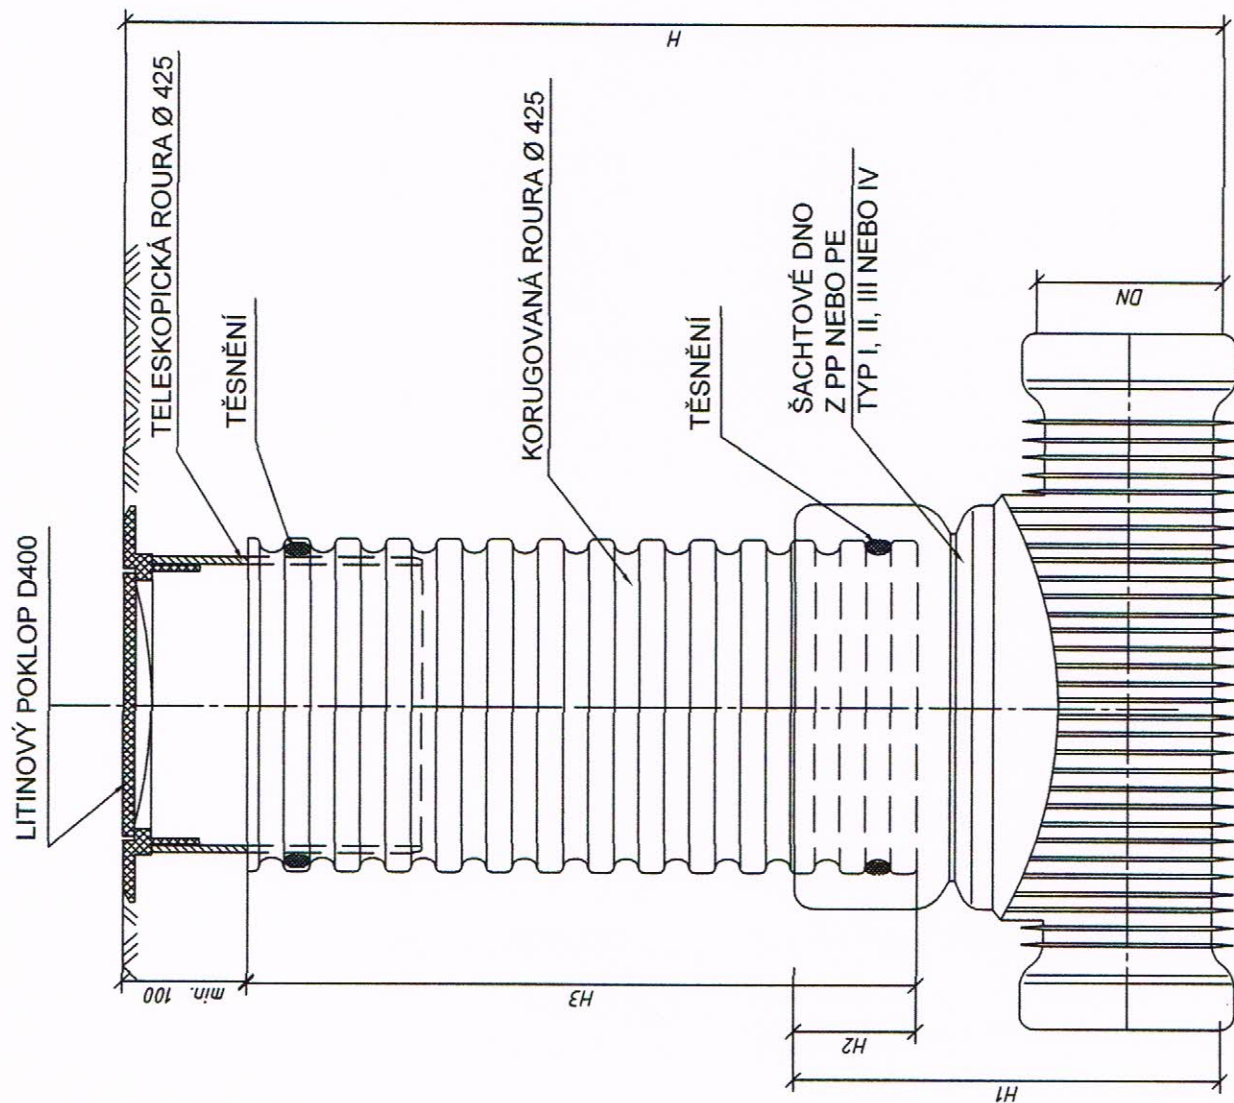 LITINOVÝ POKLOP D400
TELESKOPICKÁ ROURA Ø 425
TĚSNĚNÍ
KORUGOVANÁ ROURA Ø 425
TĚSNĚNÍ
ŠACHTOVÉ DNO
Z PP NEBO PE
TYP I, II, III NEBO IV
H
DN
min. 100
H3
H2
H1